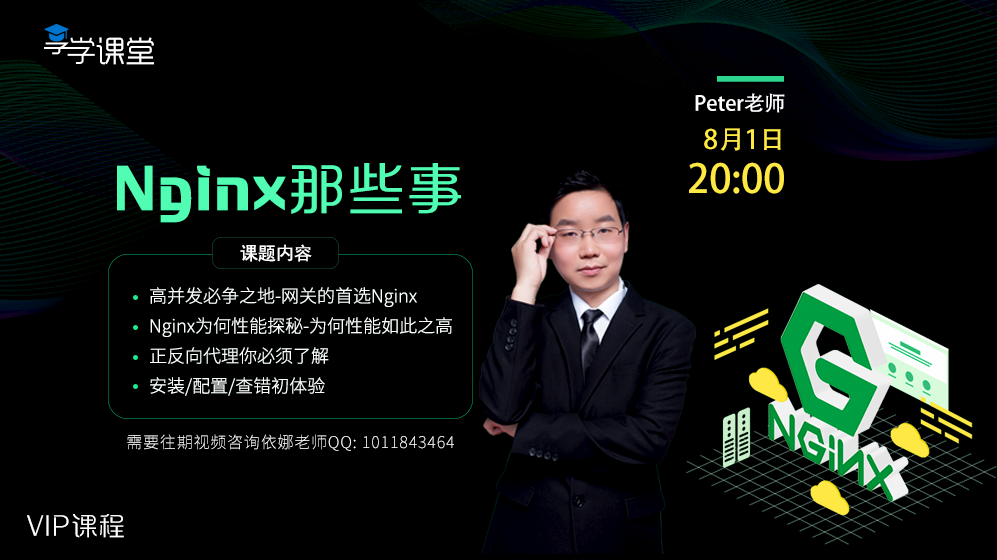 享学课堂
Peter老师
8月1日
20:00
Nginx那些事
课题内容
高并发必争之地-网关的首选Nginx
Nginx为何性能探秘-为何性能如此之高
正反向代理你必须了解
安装/配置/查错初体验
需要往期视频咨询依娜老师QQ: 1011843464
NGiNX
VIP课程